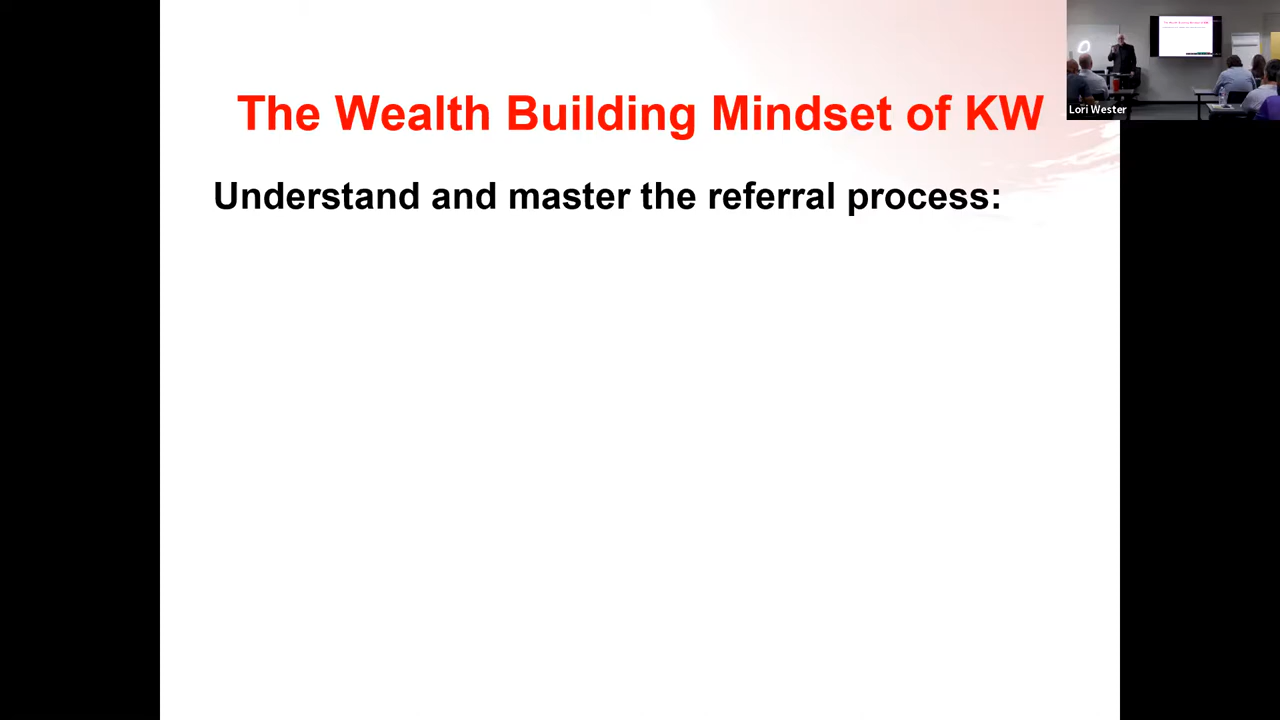 The Wealth Building Mindset of KW
Understand and master the referral process:
Lori Wester